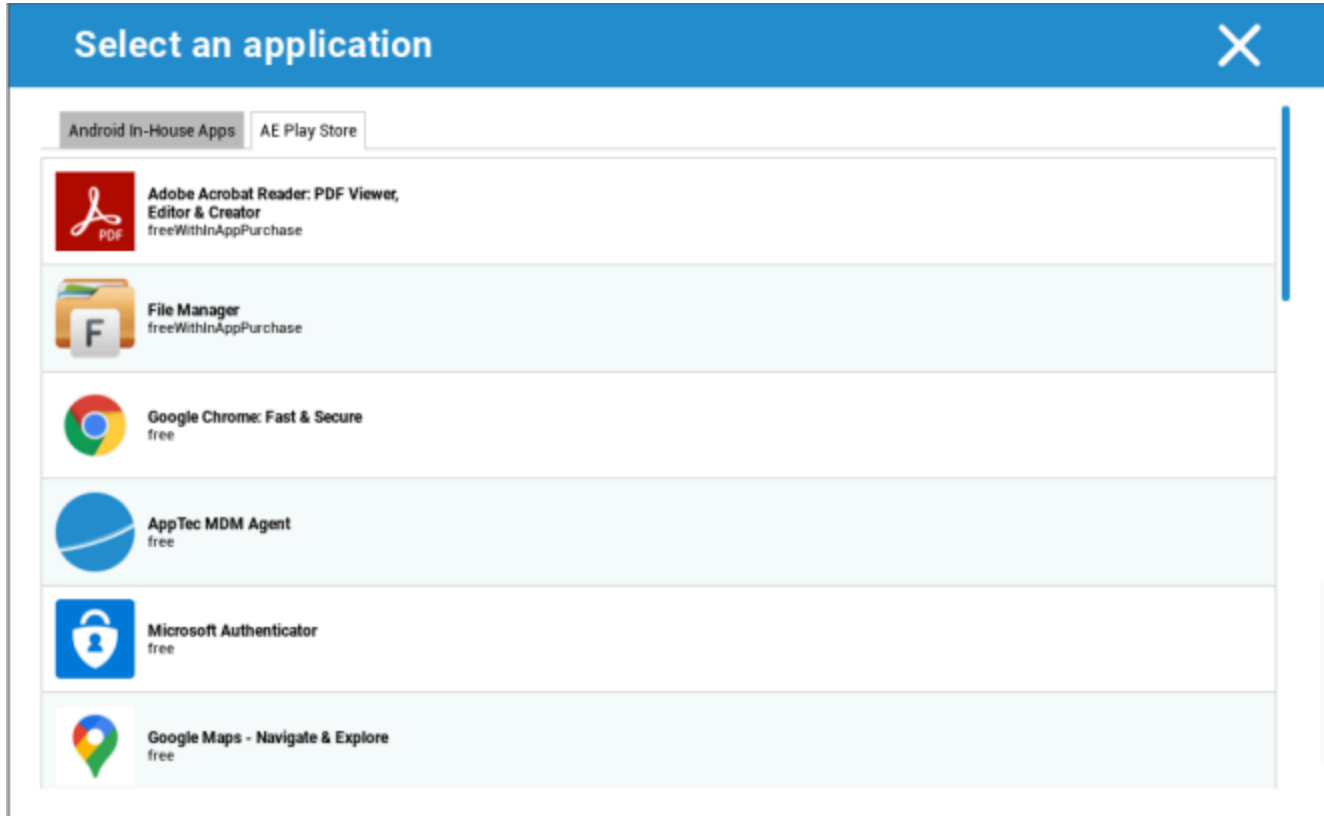 Select an application
Android In-House Apps
AE Play Store
Adobe Acrobat Reader: PDF Viewer,
Editor & Creator
freeWithInAppPurchase
PDF
File Manager
freeWithInAppPurchase
F
Google Chrome: Fast & Secure
free
AppTec MDM Agent
free
Microsoft Authenticator
free
Google Maps - Navigate & Explore
free